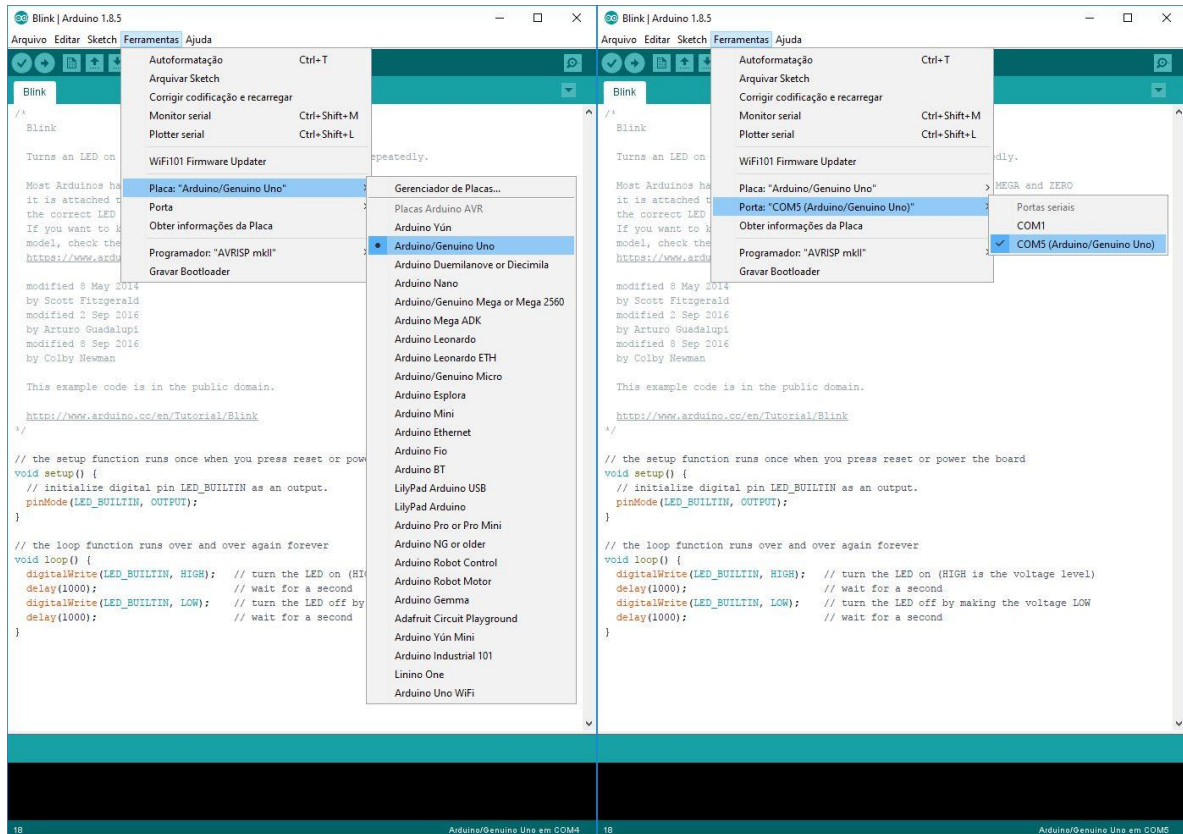 Blink | Arduino 1.8.5
Arquivo Editar Sketch Ferramentas Ajuda
Blink
Autoformatação Ctrl+T
Arquivar Sketch
Corrigir codificação e recarregar
Monitor serial Ctrl+Shift+M
Plotter serial Ctrl+Shift+L
WiFi101 Firmware Updater
Placa: "Arduino/Genuino Uno"
Porta
Obter informações da Placa
Programador: "AVRISP mkII"
Gravar Bootloader
Gerenciador de Placas...
Placas Arduino AVR
Arduino Yún
Arduino/Genuino Uno
Arduino Duemilanove or Diecimila
Arduino Nano
Arduino/Genuino Mega or Mega 2560
Arduino Mega ADK
Arduino Leonardo
Arduino Leonardo ETH
Arduino/Genuino Micro
Arduino Esplora
Arduino Mini
Arduino Ethernet
Arduino Fio
Arduino BT
LilyPad Arduino USB
LilyPad Arduino
Arduino Pro or Pro Mini
Arduino NG or older
Arduino Robot Control
Arduino Robot Motor
Arduino Gemma
Adafruit Circuit Playground
Arduino Yún Mini
Arduino Industrial 101
Linino One
Arduino Uno WiFi
/*
Blink
Turns an LED on epeatedly.
Most Arduinos ha
it is attached t
the correct LED
If you want to k
model, check the
https://www.ardu
modified 8 May 2014
by Scott Fitzgerald
modified 2 Sep 2016
by Arturo Guadalupi
modified 8 Sep 2016
by Colby Newman
This example code is in the public domain.
http://www.arduino.cc/en/Tutorial/Blink
*/
// the setup function runs once when you press reset or pow
void setup() {
// initialize digital pin LED_BUILTIN as an output.
pinMode(LED_BUILTIN, OUTPUT);
}
// the loop function runs over and over again forever
void loop() {
digitalWrite(LED_BUILTIN, HIGH); // turn the LED on (HI
delay(1000); // wait for a second
digitalWrite(LED_BUILTIN, LOW); // turn the LED off by
delay(1000); // wait for a second
}
18 Arduino/Genuino Uno em COM4
Blink | Arduino 1.8.5
Arquivo Editar Sketch Ferramentas Ajuda
Blink
Autoformatação Ctrl+T
Arquivar Sketch
Corrigir codificação e recarregar
Monitor serial Ctrl+Shift+M
Plotter serial Ctrl+Shift+L
WiFi101 Firmware Updater
Placa: "Arduino/Genuino Uno"
Porta: "COM5 (Arduino/Genuino Uno)"
Obter informações da Placa
Programador: "AVRISP mkII"
Gravar Bootloader
Portas seriais
COM1
COM5 (Arduino/Genuino Uno)
/*
Blink
Turns an LED on edly.
Most Arduinos ha MEGA and ZERO
it is attached t
the correct LED
If you want to k
model, check the
https://www.ardu
modified 8 May 2014
by Scott Fitzgerald
modified 2 Sep 2016
by Arturo Guadalupi
modified 8 Sep 2016
by Colby Newman
This example code is in the public domain.
http://www.arduino.cc/en/Tutorial/Blink
*/
// the setup function runs once when you press reset or power the board
void setup() {
// initialize digital pin LED_BUILTIN as an output.
pinMode(LED_BUILTIN, OUTPUT);
}
// the loop function runs over and over again forever
void loop() {
digitalWrite(LED_BUILTIN, HIGH); // turn the LED on (HIGH is the voltage level)
delay(1000); // wait for a second
digitalWrite(LED_BUILTIN, LOW); // turn the LED off by making the voltage LOW
delay(1000); // wait for a second
}
18 Arduino/Genuino Uno em COM5